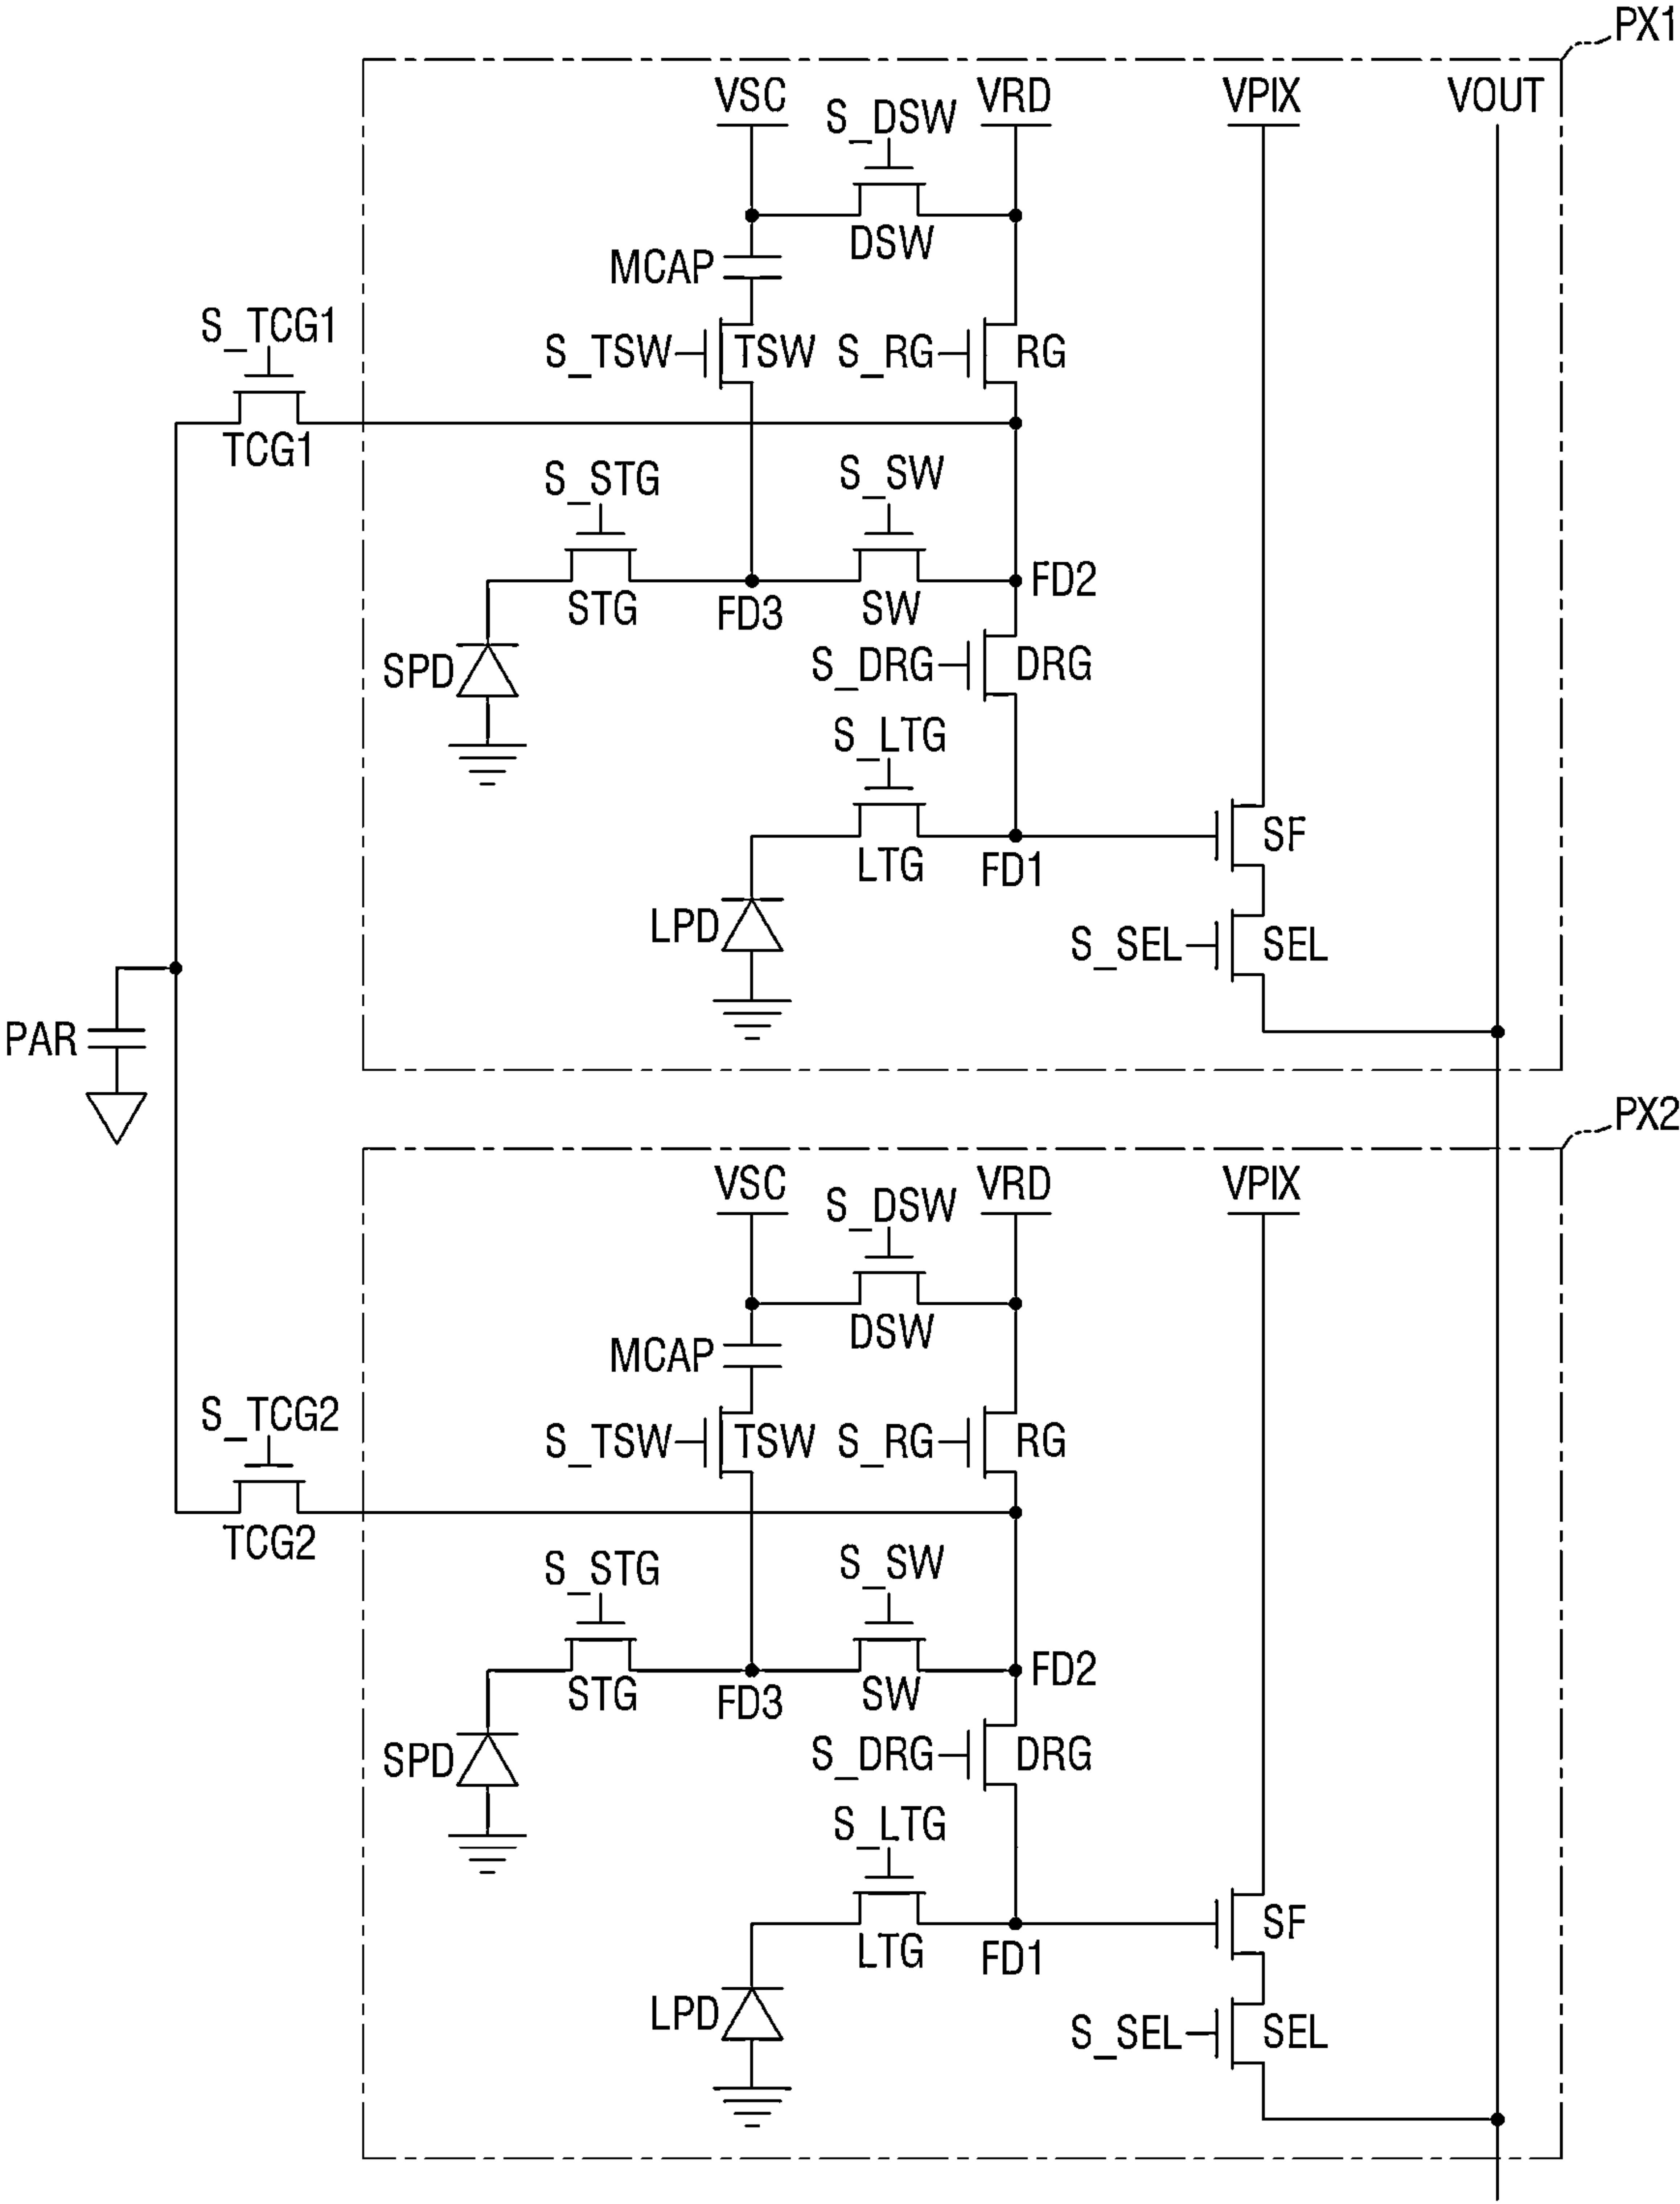 PX1
VSC
VRD
VPIX
VOUT
S_DSW
DSW
MCAP
S_TCG1
S_TSW
TSW
S_RG
RG
TCG1
S_STG
S_SW
STG
FD3
SW
FD2
SPD
S_DRG
DRG
S_LTG
LTG
FD1
SF
LPD
S_SEL
SEL
PAR
PX2
VSC
VRD
VPIX
S_DSW
DSW
MCAP
S_TCG2
S_TSW
TSW
S_RG
RG
TCG2
S_STG
S_SW
STG
FD3
SW
FD2
SPD
S_DRG
DRG
S_LTG
LTG
FD1
SF
LPD
S_SEL
SEL